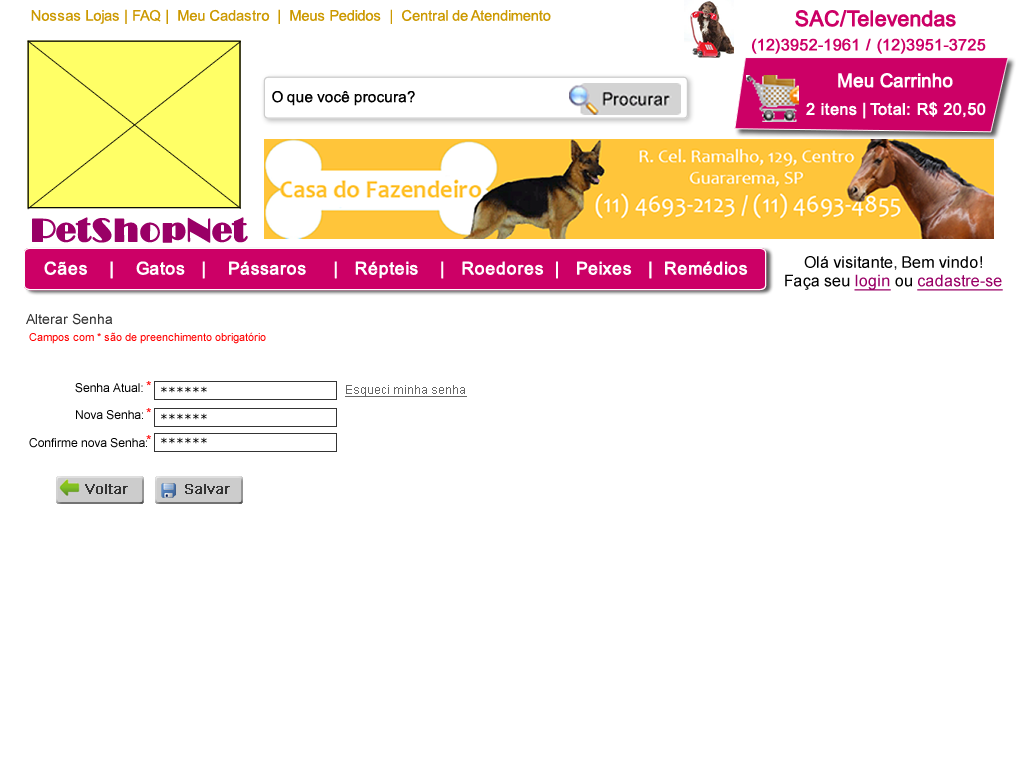 Nossas Lojas | FAQ | Meu Cadastro | Meus Pedidos | Central de Atendimento
SAC/Televendas
(12)3952-1961 / (12)3951-3725
Meu Carrinho
2 itens | Total: R$ 20,50
O que você procura?
Procurar
Casa do Fazendeiro
R. Cel. Ramalho, 129, Centro
Guararema, SP
(11) 4693-2123 / (11) 4693-4855
PetShopNet
Cães | Gatos | Pássaros | Répteis | Roedores | Peixes | Remédios
Olá visitante, Bem vindo!
Faça seu login ou cadastre-se
Alterar Senha
Campos com * são de preenchimento obrigatório
Senha Atual: * ****** Esqueci minha senha
Nova Senha: * ******
Confirme nova Senha:* ******
Voltar Salvar